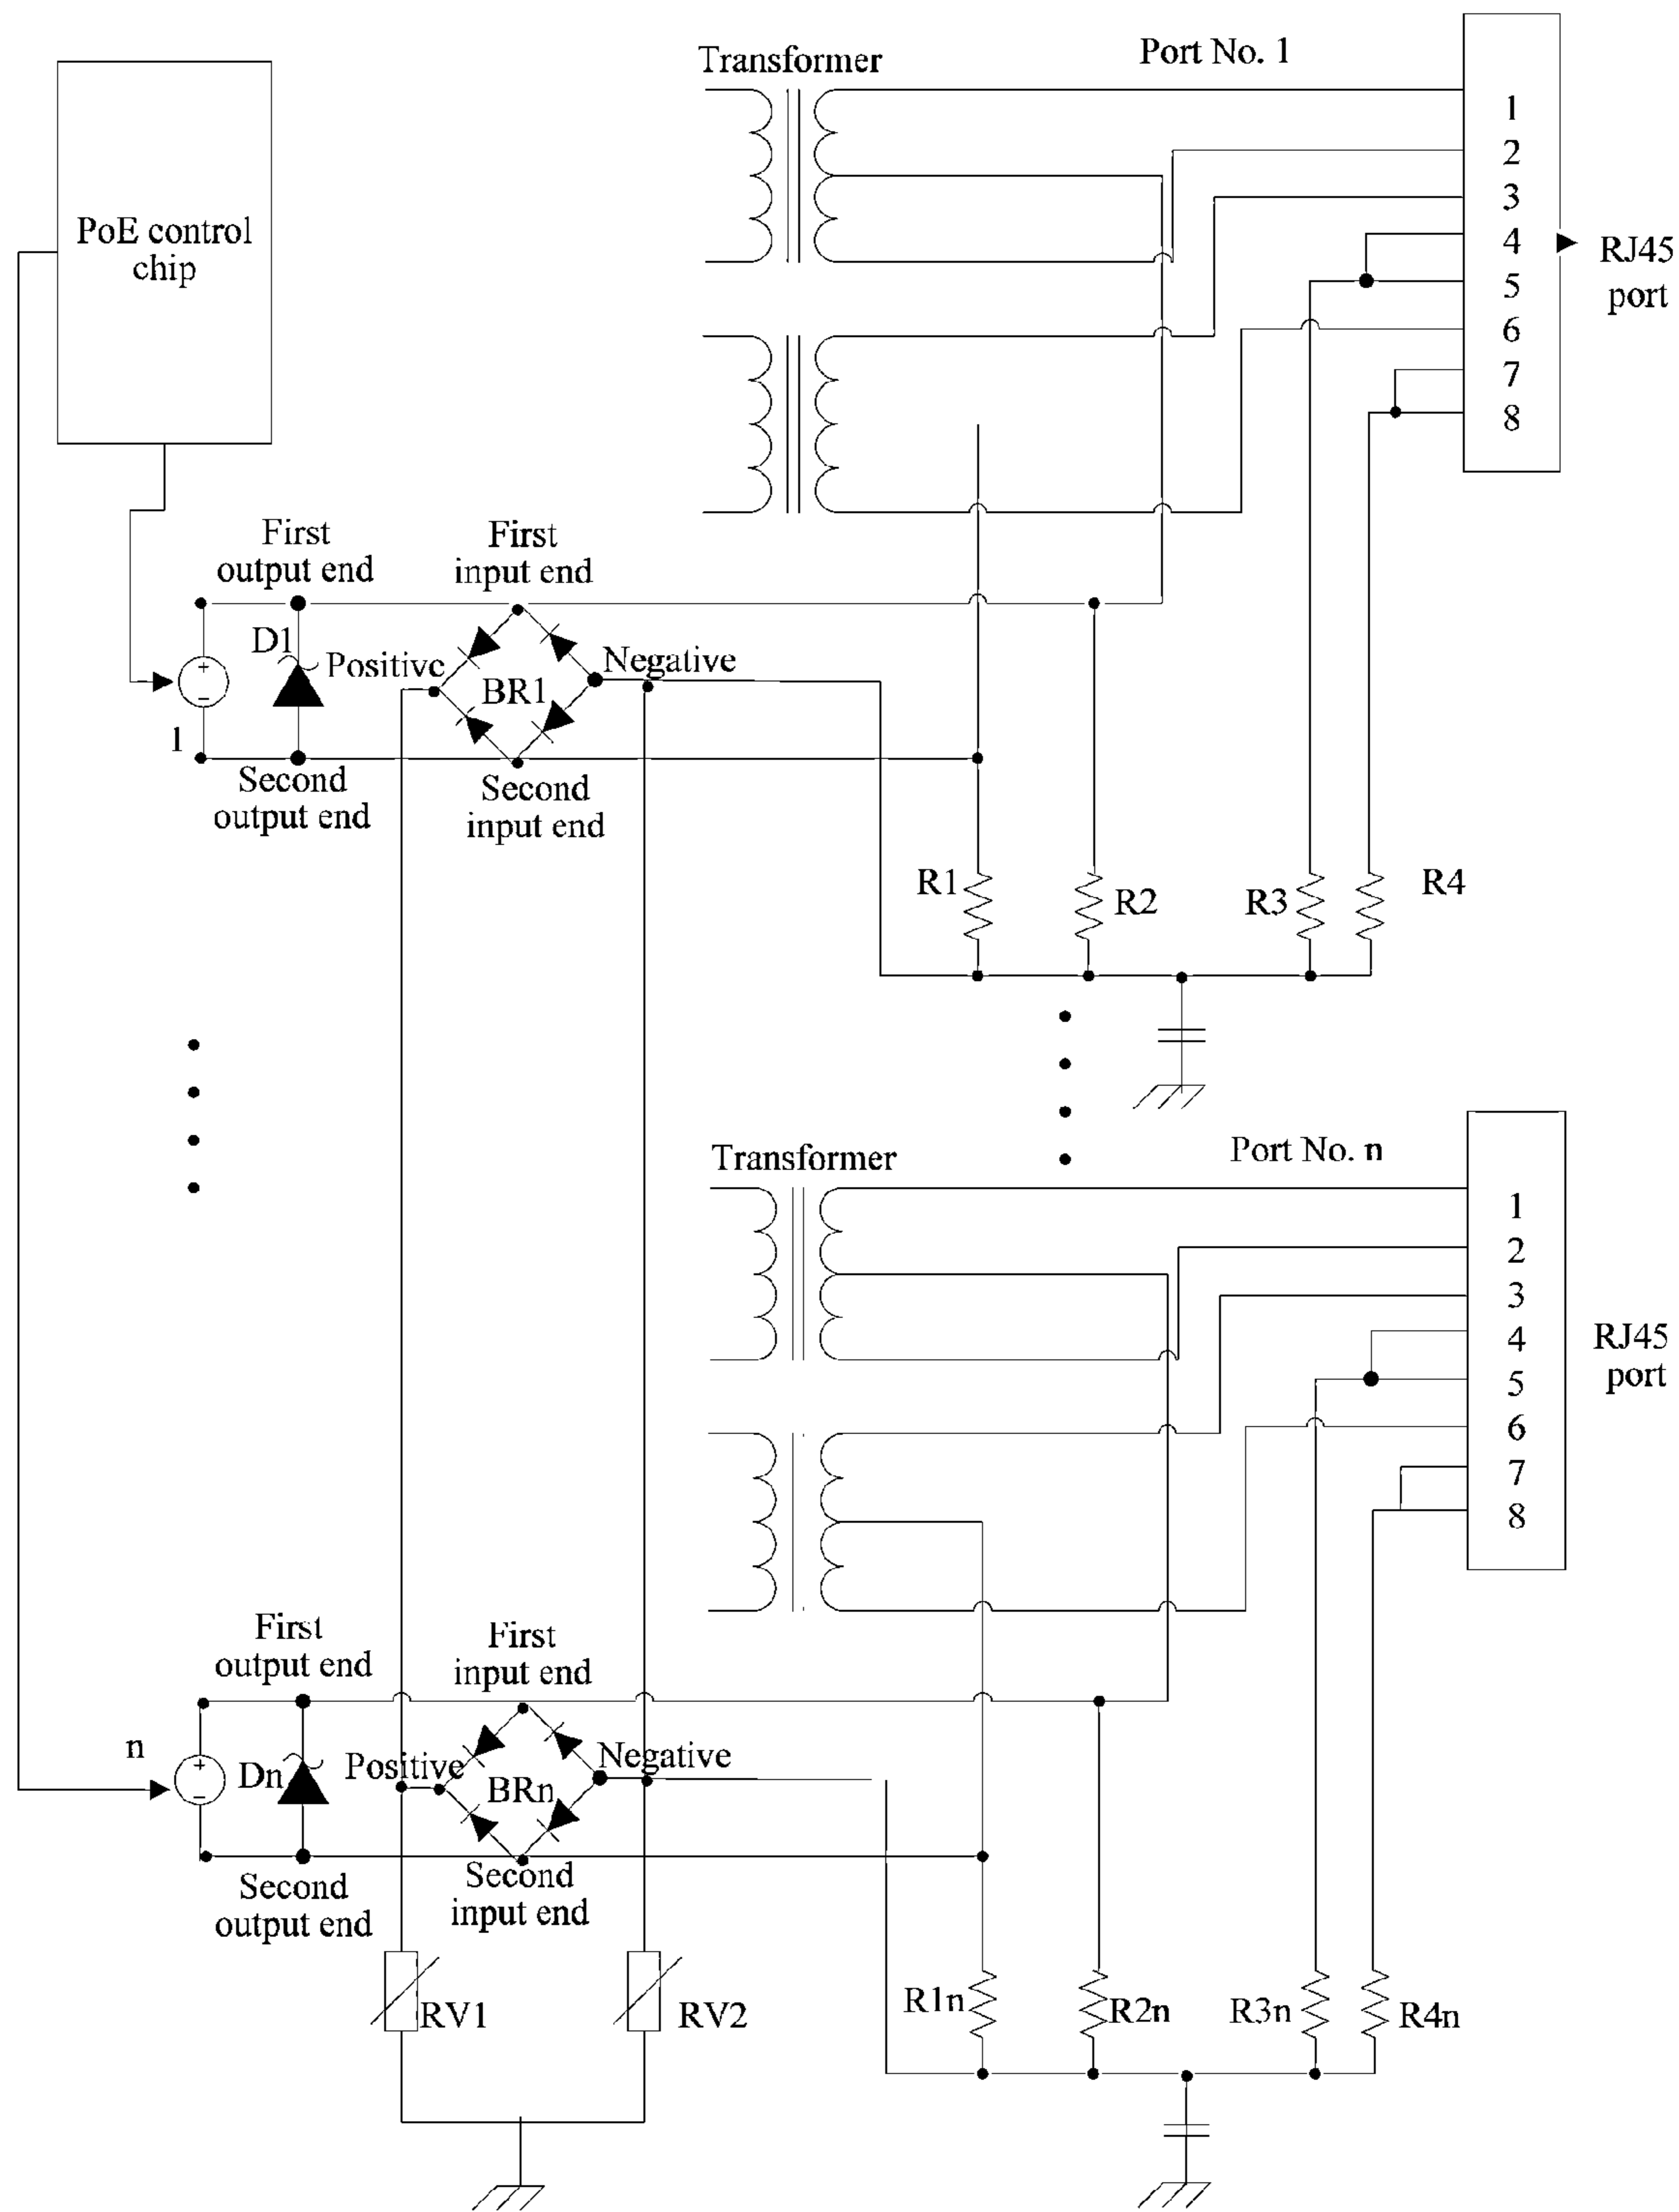 Transformer
Port No. 1
PoE control
chip
1
2
3
4
5
6
7
8
RJ45
port
First
output end
First
input end
+
−
D1
Positive
BR1
Negative
1
Second
output end
Second
input end
R1
R2
R3
R4
Transformer
Port No. n
1
2
3
4
5
6
7
8
RJ45
port
First
output end
First
input end
n
+
−
Dn
Positive
BRn
Negative
Second
output end
Second
input end
RV1
RV2
R1n
R2n
R3n
R4n